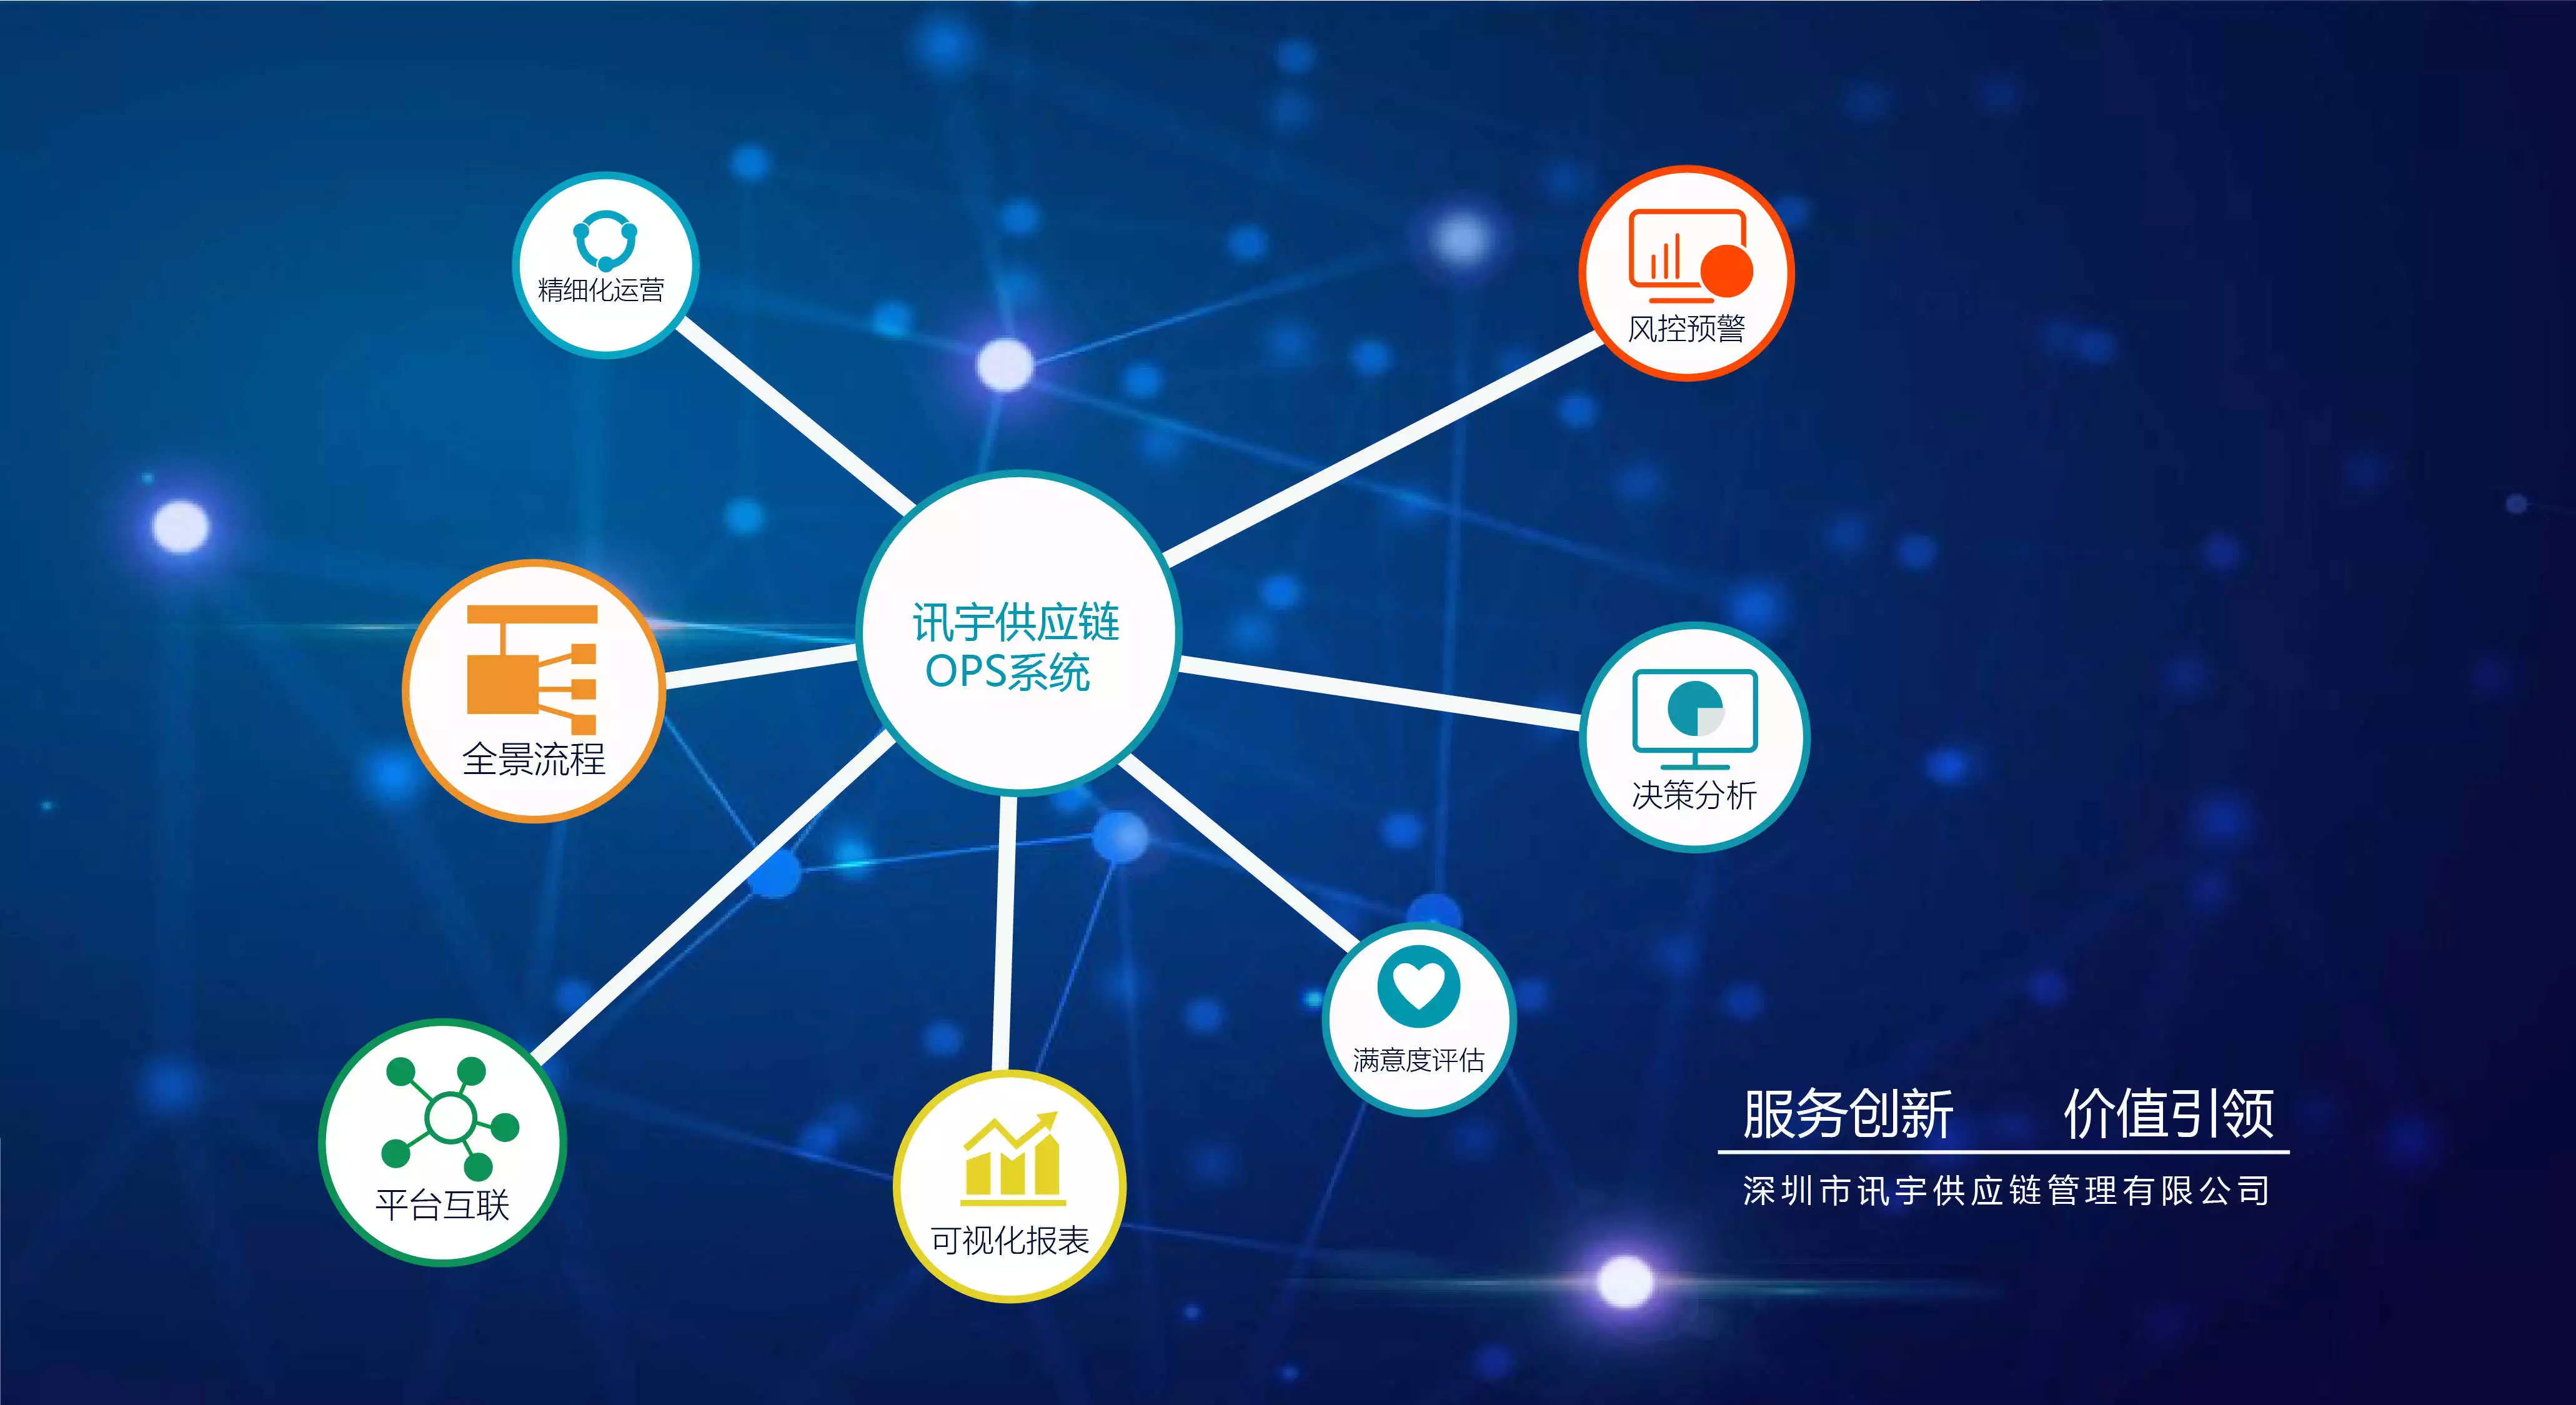 精细化运营
风控预警
讯宇供应链
OPS系统
全景流程
决策分析
满意度评估
平台互联
可视化报表
服务创新 价值引领
深圳市讯宇供应链管理有限公司